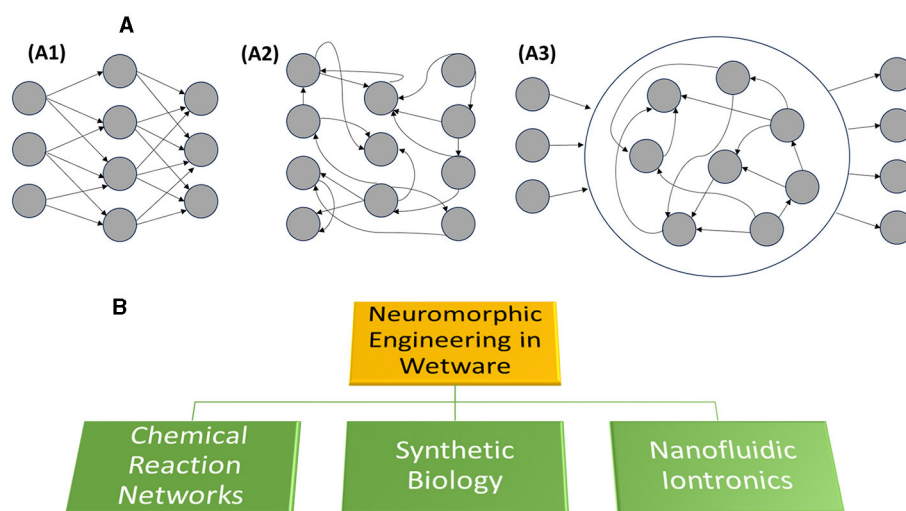 A
(A1)
(A2)
(A3)
B
Neuromorphic
Engineering in
Wetware
Chemical
Reaction
Networks
Synthetic
Biology
Nanofluidic
Iontronics